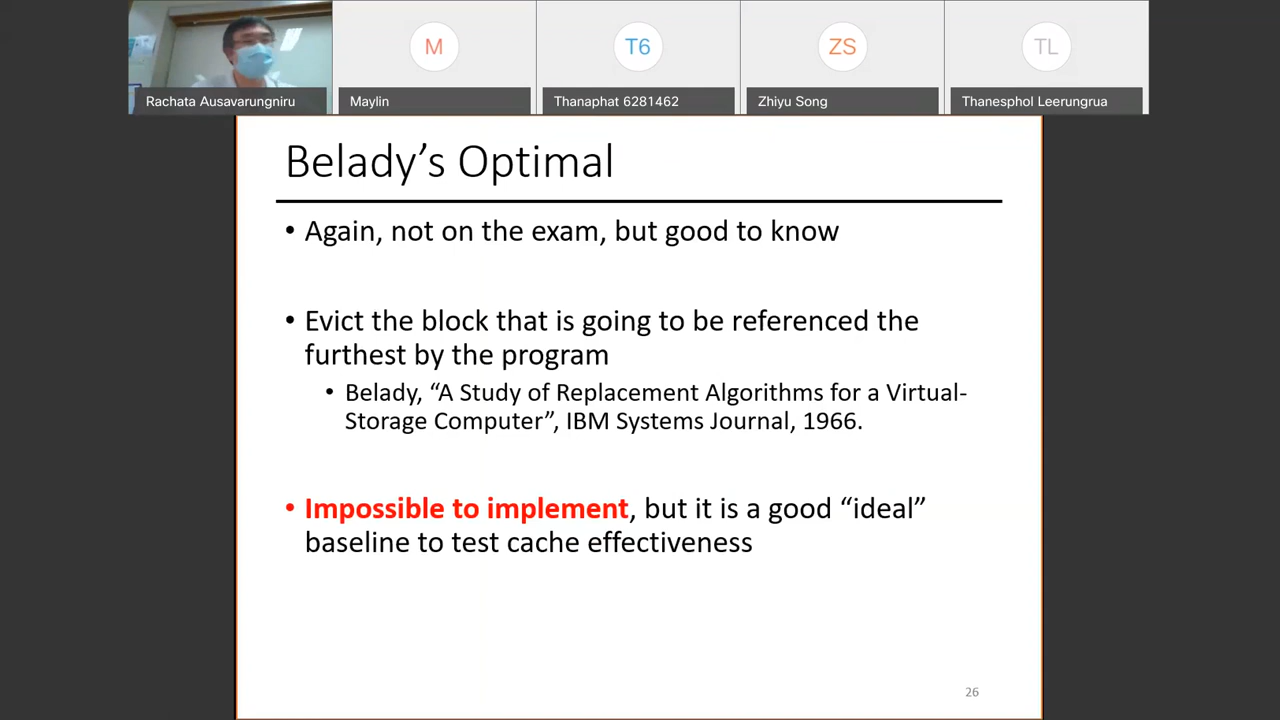 M
T6
ZS
TL
Rachata Ausavarungniru
Maylin
Thanaphat 6281462
Zhiyu Song
Thanesphol Leerungrua
Belady’s Optimal
• Again, not on the exam, but good to know
• Evict the block that is going to be referenced the
furthest by the program
• Belady, “A Study of Replacement Algorithms for a Virtual-
Storage Computer”, IBM Systems Journal, 1966.
• Impossible to implement, but it is a good “ideal”
baseline to test cache effectiveness
26